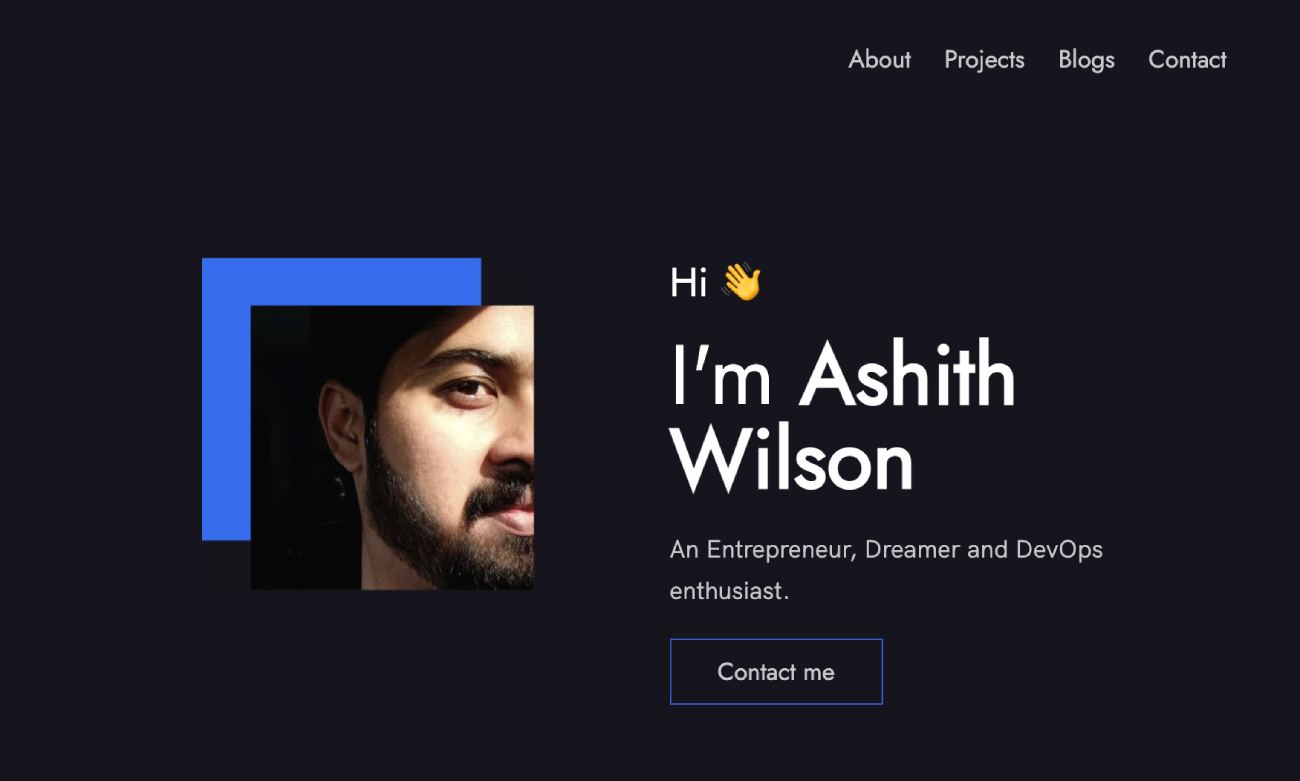 About Projects Blogs Contact
Hi 👋
I'm Ashith
Wilson
An Entrepreneur, Dreamer and DevOps
enthusiast.
Contact me